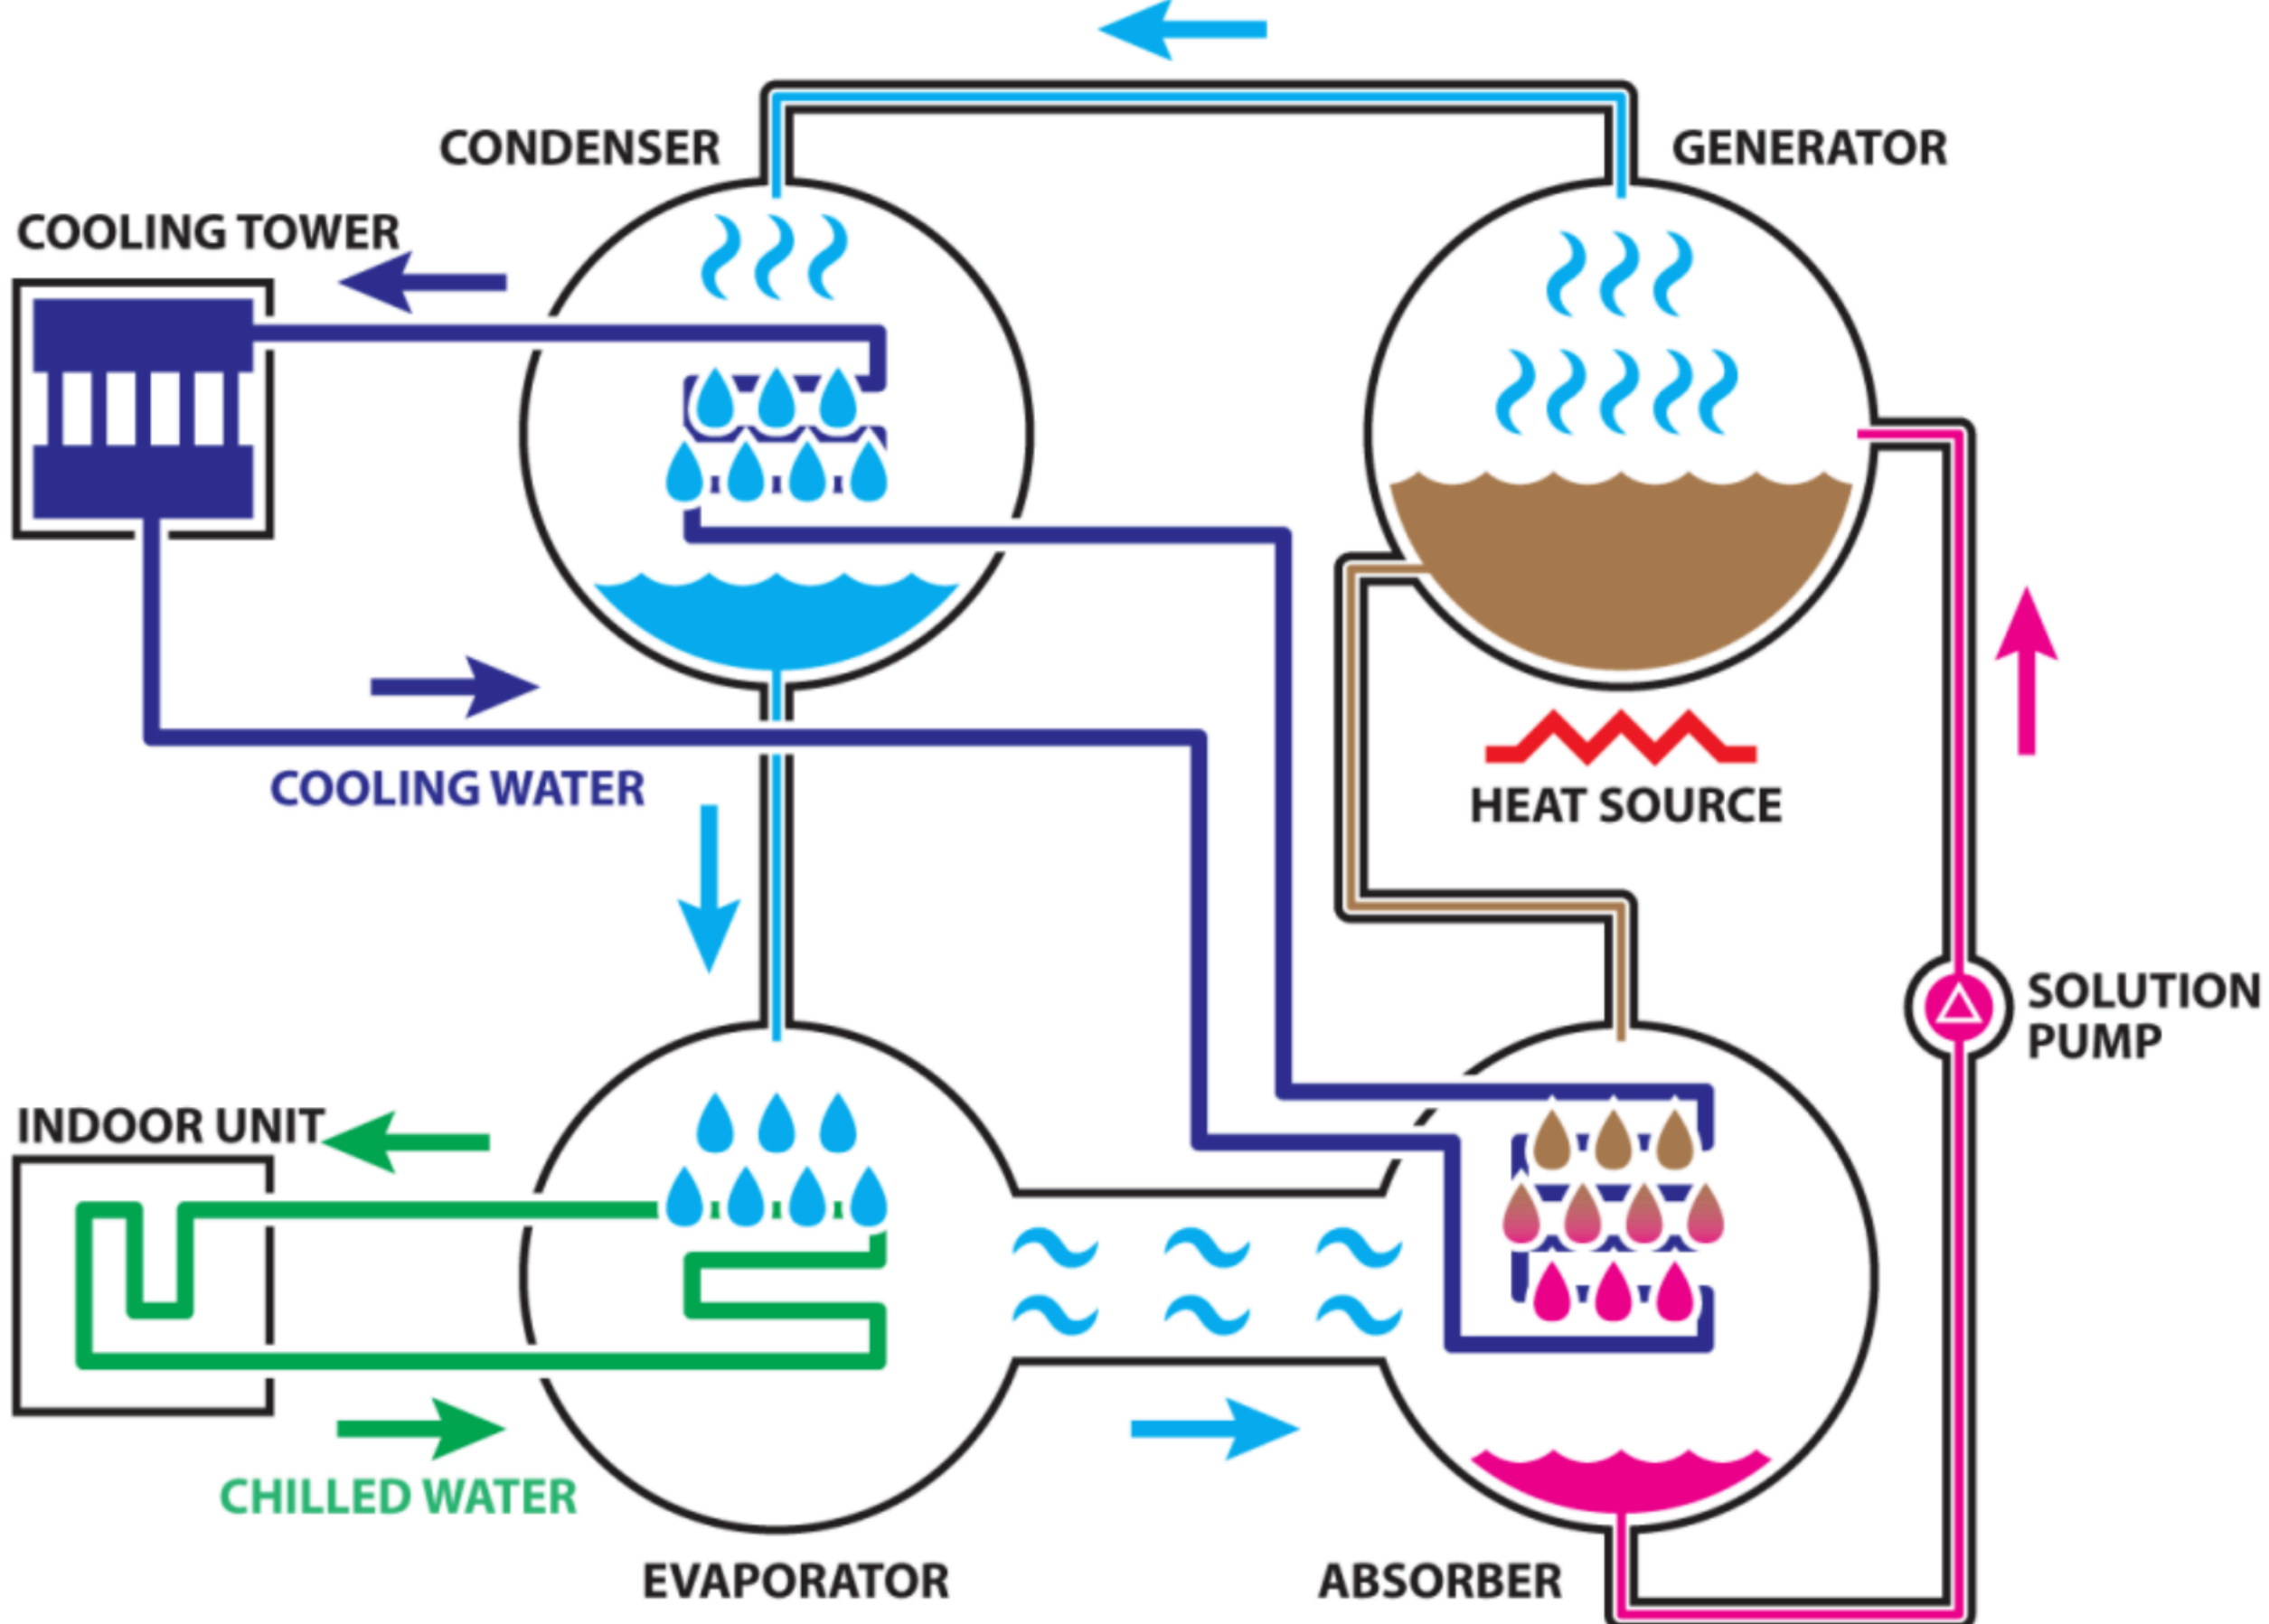 CONDENSER
GENERATOR
COOLING TOWER
COOLING WATER
HEAT SOURCE
SOLUTION
PUMP
INDOOR UNIT
CHILLED WATER
EVAPORATOR
ABSORBER